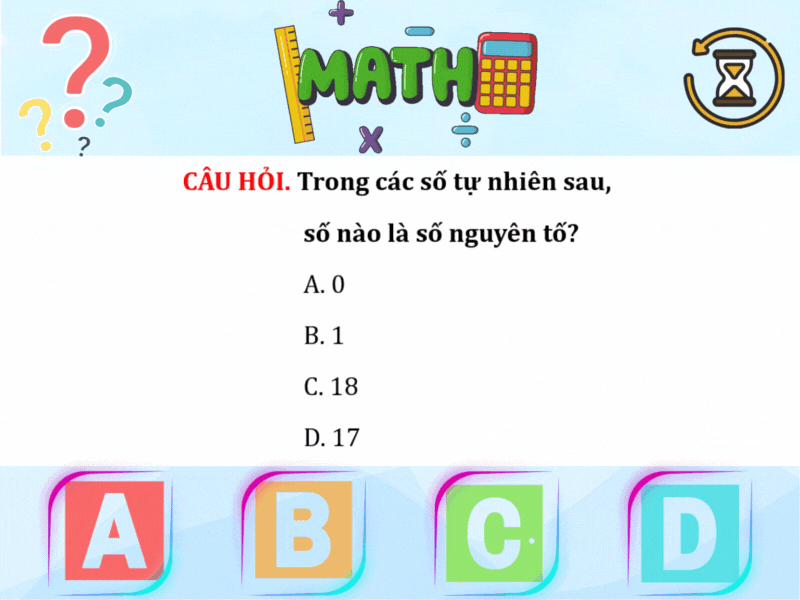 MATH
CÂU HỎI. Trong các số tự nhiên sau,
số nào là số nguyên tố?
A. 0
B. 1
C. 18
D. 17
A B C D